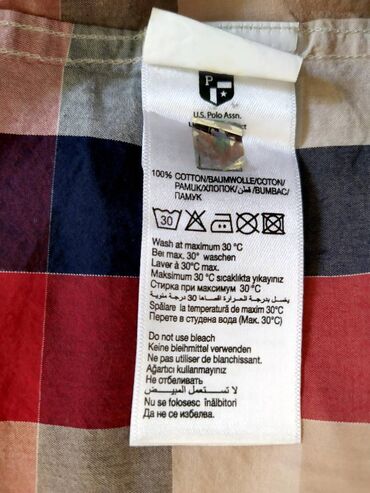 P
U.S. Polo Assn.
100% COTTON/BAUMWOLLE/COTON/
PAMUK/ХЛОПОК/قطن/BUMBAC/
ПАМУК
30
Wash at maximum 30 °C
Bei max. 30° waschen
Laver à 30°C max.
Maksimum 30 °C sıcaklıkta yıkayınız
Стирка при максимум 30 °C
يغسل بدرجة الحرارة اقصاها 30 درجة مئوية
Spălare la temperatură de maxim 30°C
Перете в студена вода (Max. 30°C)
Do not use bleach
Keine bleihmittel verwenden
Ne pas utiliser de blanchissant.
Ağartıcı kullanmayınız
Не отбеливать
لا تستعمل المبيض
Nu se folosesc înălbitori
Да не се избелва.